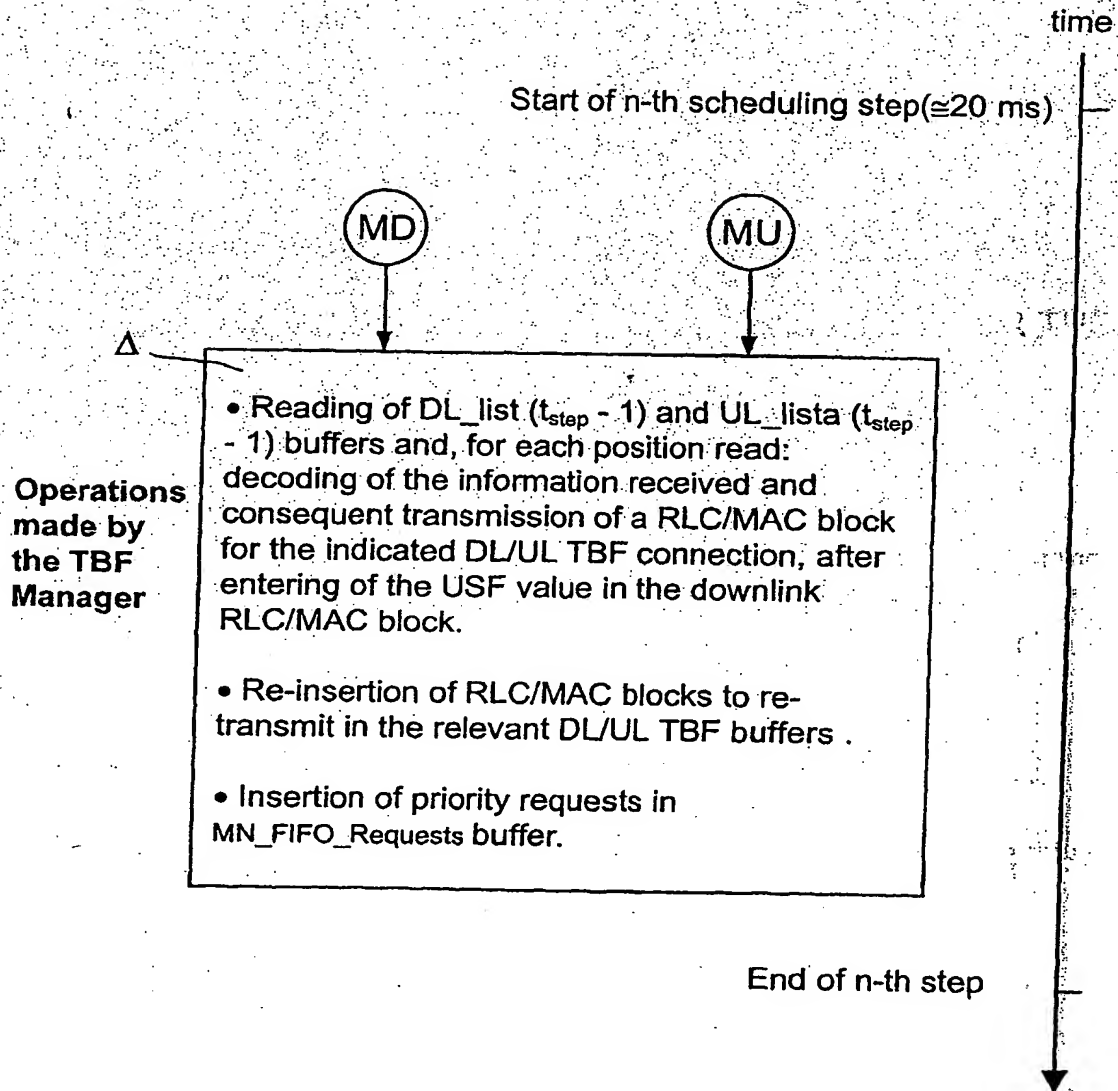 time
Start of n-th scheduling step(≅20 ms)
MD
MU
Δ
• Reading of DL_list (tstep - 1) and UL_lista (tstep
- 1) buffers and, for each position read:
decoding of the information received and
consequent transmission of a RLC/MAC block
for the indicated DL/UL TBF connection, after
entering of the USF value in the downlink
RLC/MAC block.
• Re-insertion of RLC/MAC blocks to re-
transmit in the relevant DL/UL TBF buffers .
• Insertion of priority requests in
MN_FIFO_Requests buffer.
Operations
made by
the TBF
Manager
End of n-th step